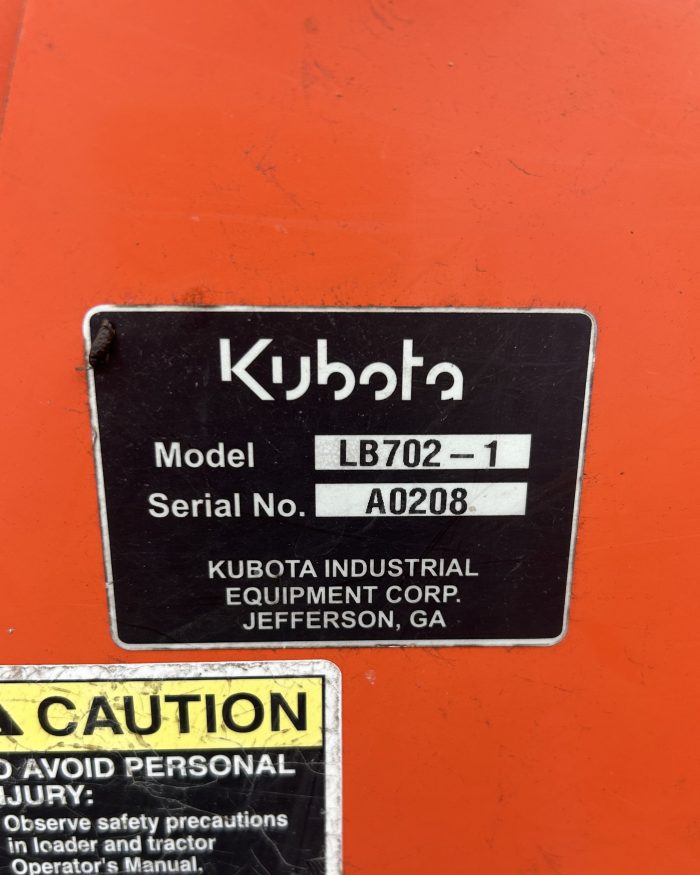 Kubota
Model LB702-1
Serial No. A0208
KUBOTA INDUSTRIAL
EQUIPMENT CORP.
JEFFERSON, GA
CAUTION
AVOID PERSONAL
Observe safety precautions
in loader and tractor
Operator's Manual.